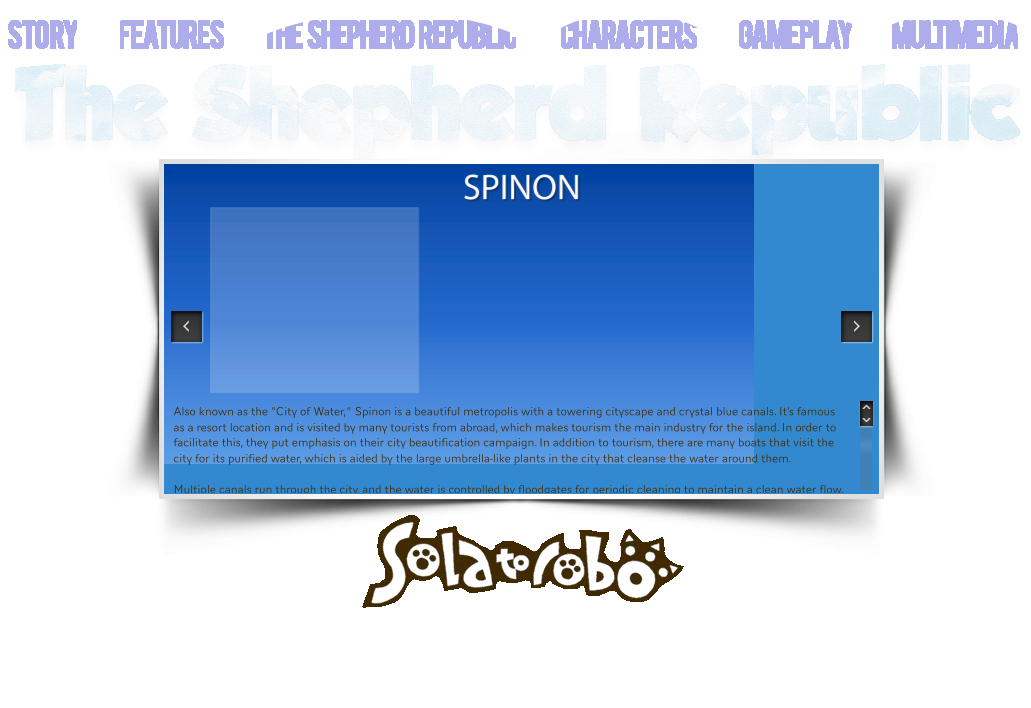 STORY FEATURES THE SHEPHERD REPUBLIC CHARACTERS GAMEPLAY MULTIMEDIA
The Shepherd Republic
SPINON
Also known as the "City of Water," Spinon is a beautiful metropolis with a towering cityscape and crystal blue canals. It's famous
as a resort location and is visited by many tourists from abroad, which makes tourism the main industry for the island. In order to
facilitate this, they put emphasis on their city beautification campaign. In addition to tourism, there are many boats that visit the
city for its purified water, which is aided by the large umbrella-like plants in the city that cleanse the water around them.
Multiple canals run through the city, and the water is controlled by floodgates for periodic cleaning to maintain a clean water flow.
Solatorobo